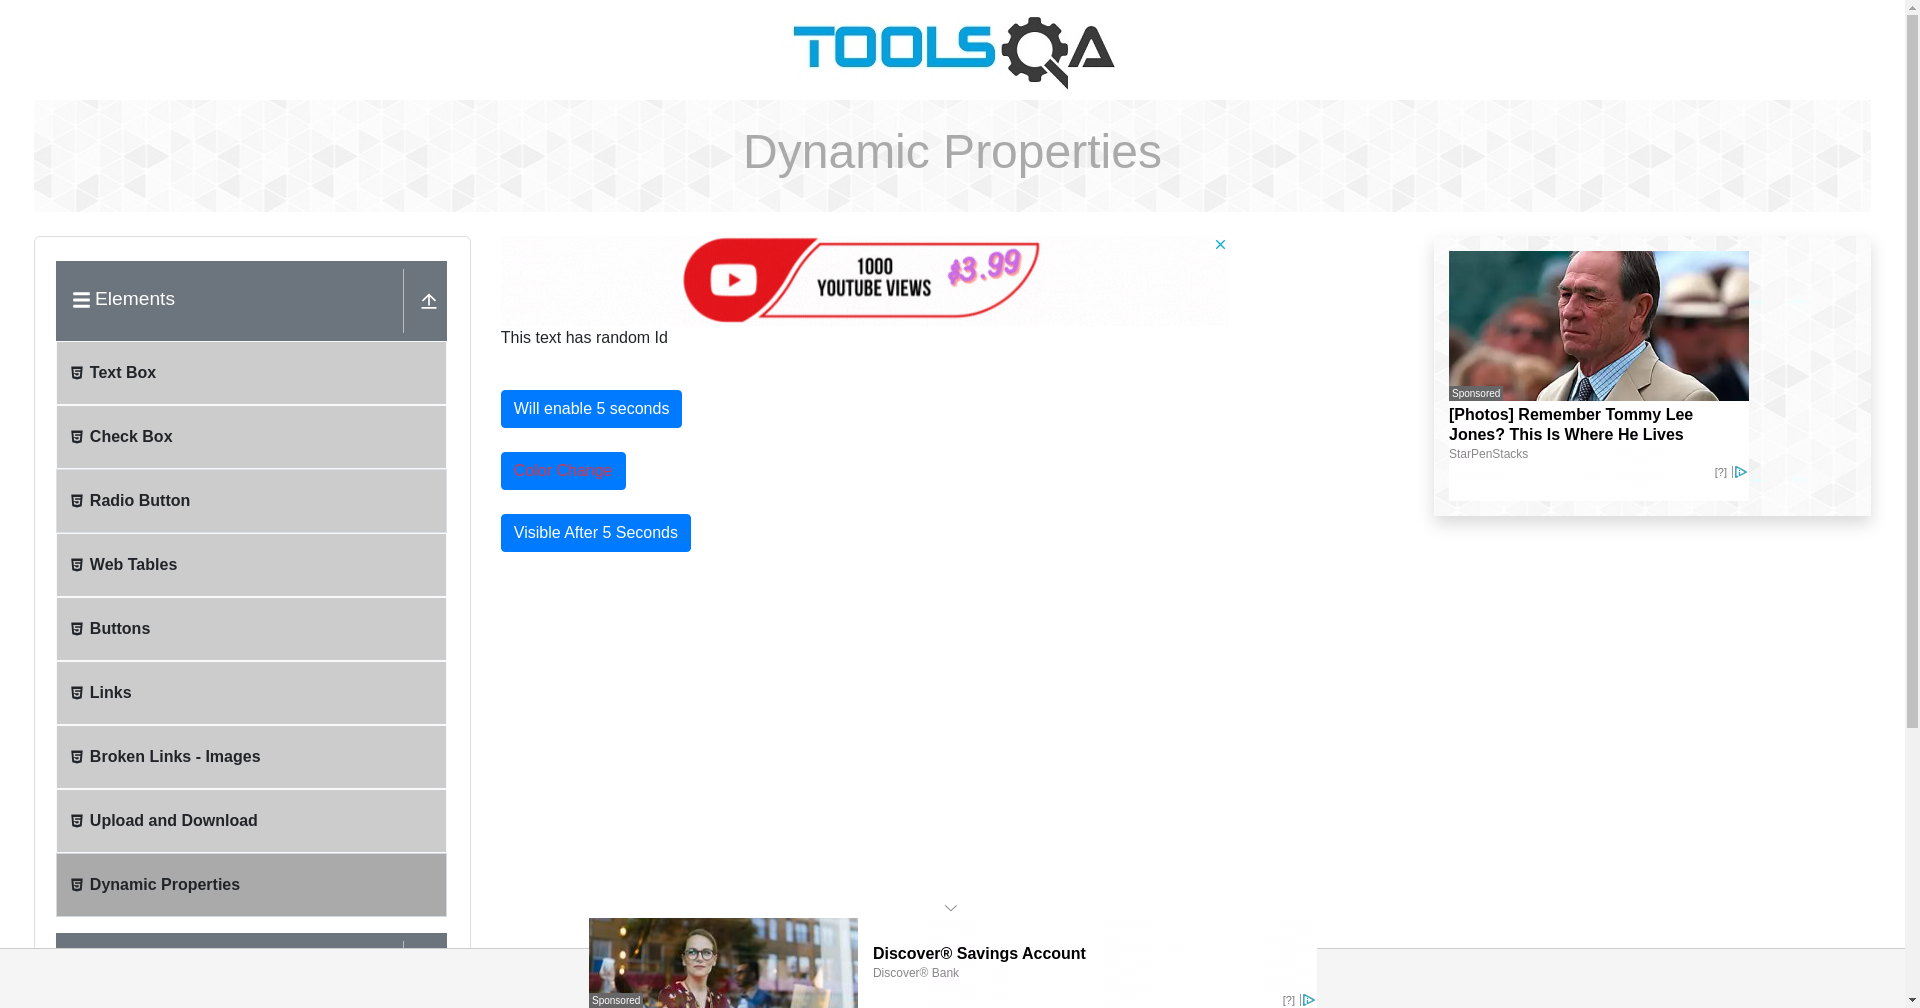 TOOLSQA
Dynamic Properties
Elements
Text Box
Check Box
Radio Button
Web Tables
Buttons
Links
Broken Links - Images
Upload and Download
Dynamic Properties
1000
YOUTUBE VIEWS
$3.99
This text has random Id
Will enable 5 seconds
Color Change
Visible After 5 Seconds
Sponsored
[Photos] Remember Tommy Lee
Jones? This Is Where He Lives
StarPenStacks
[?]
Sponsored
Discover® Savings Account
Discover® Bank
[?]